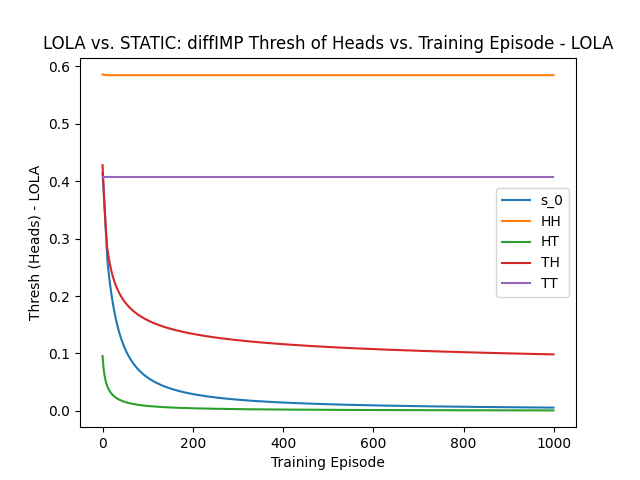 LOLA vs. STATIC: diffIMP Thresh of Heads vs. Training Episode - LOLA
Thresh (Heads) - LOLA
0.6
0.5
0.4
0.3
0.2
0.1
0.0
s_0
HH
HT
TH
TT
0 200 400 600 800 1000
Training Episode